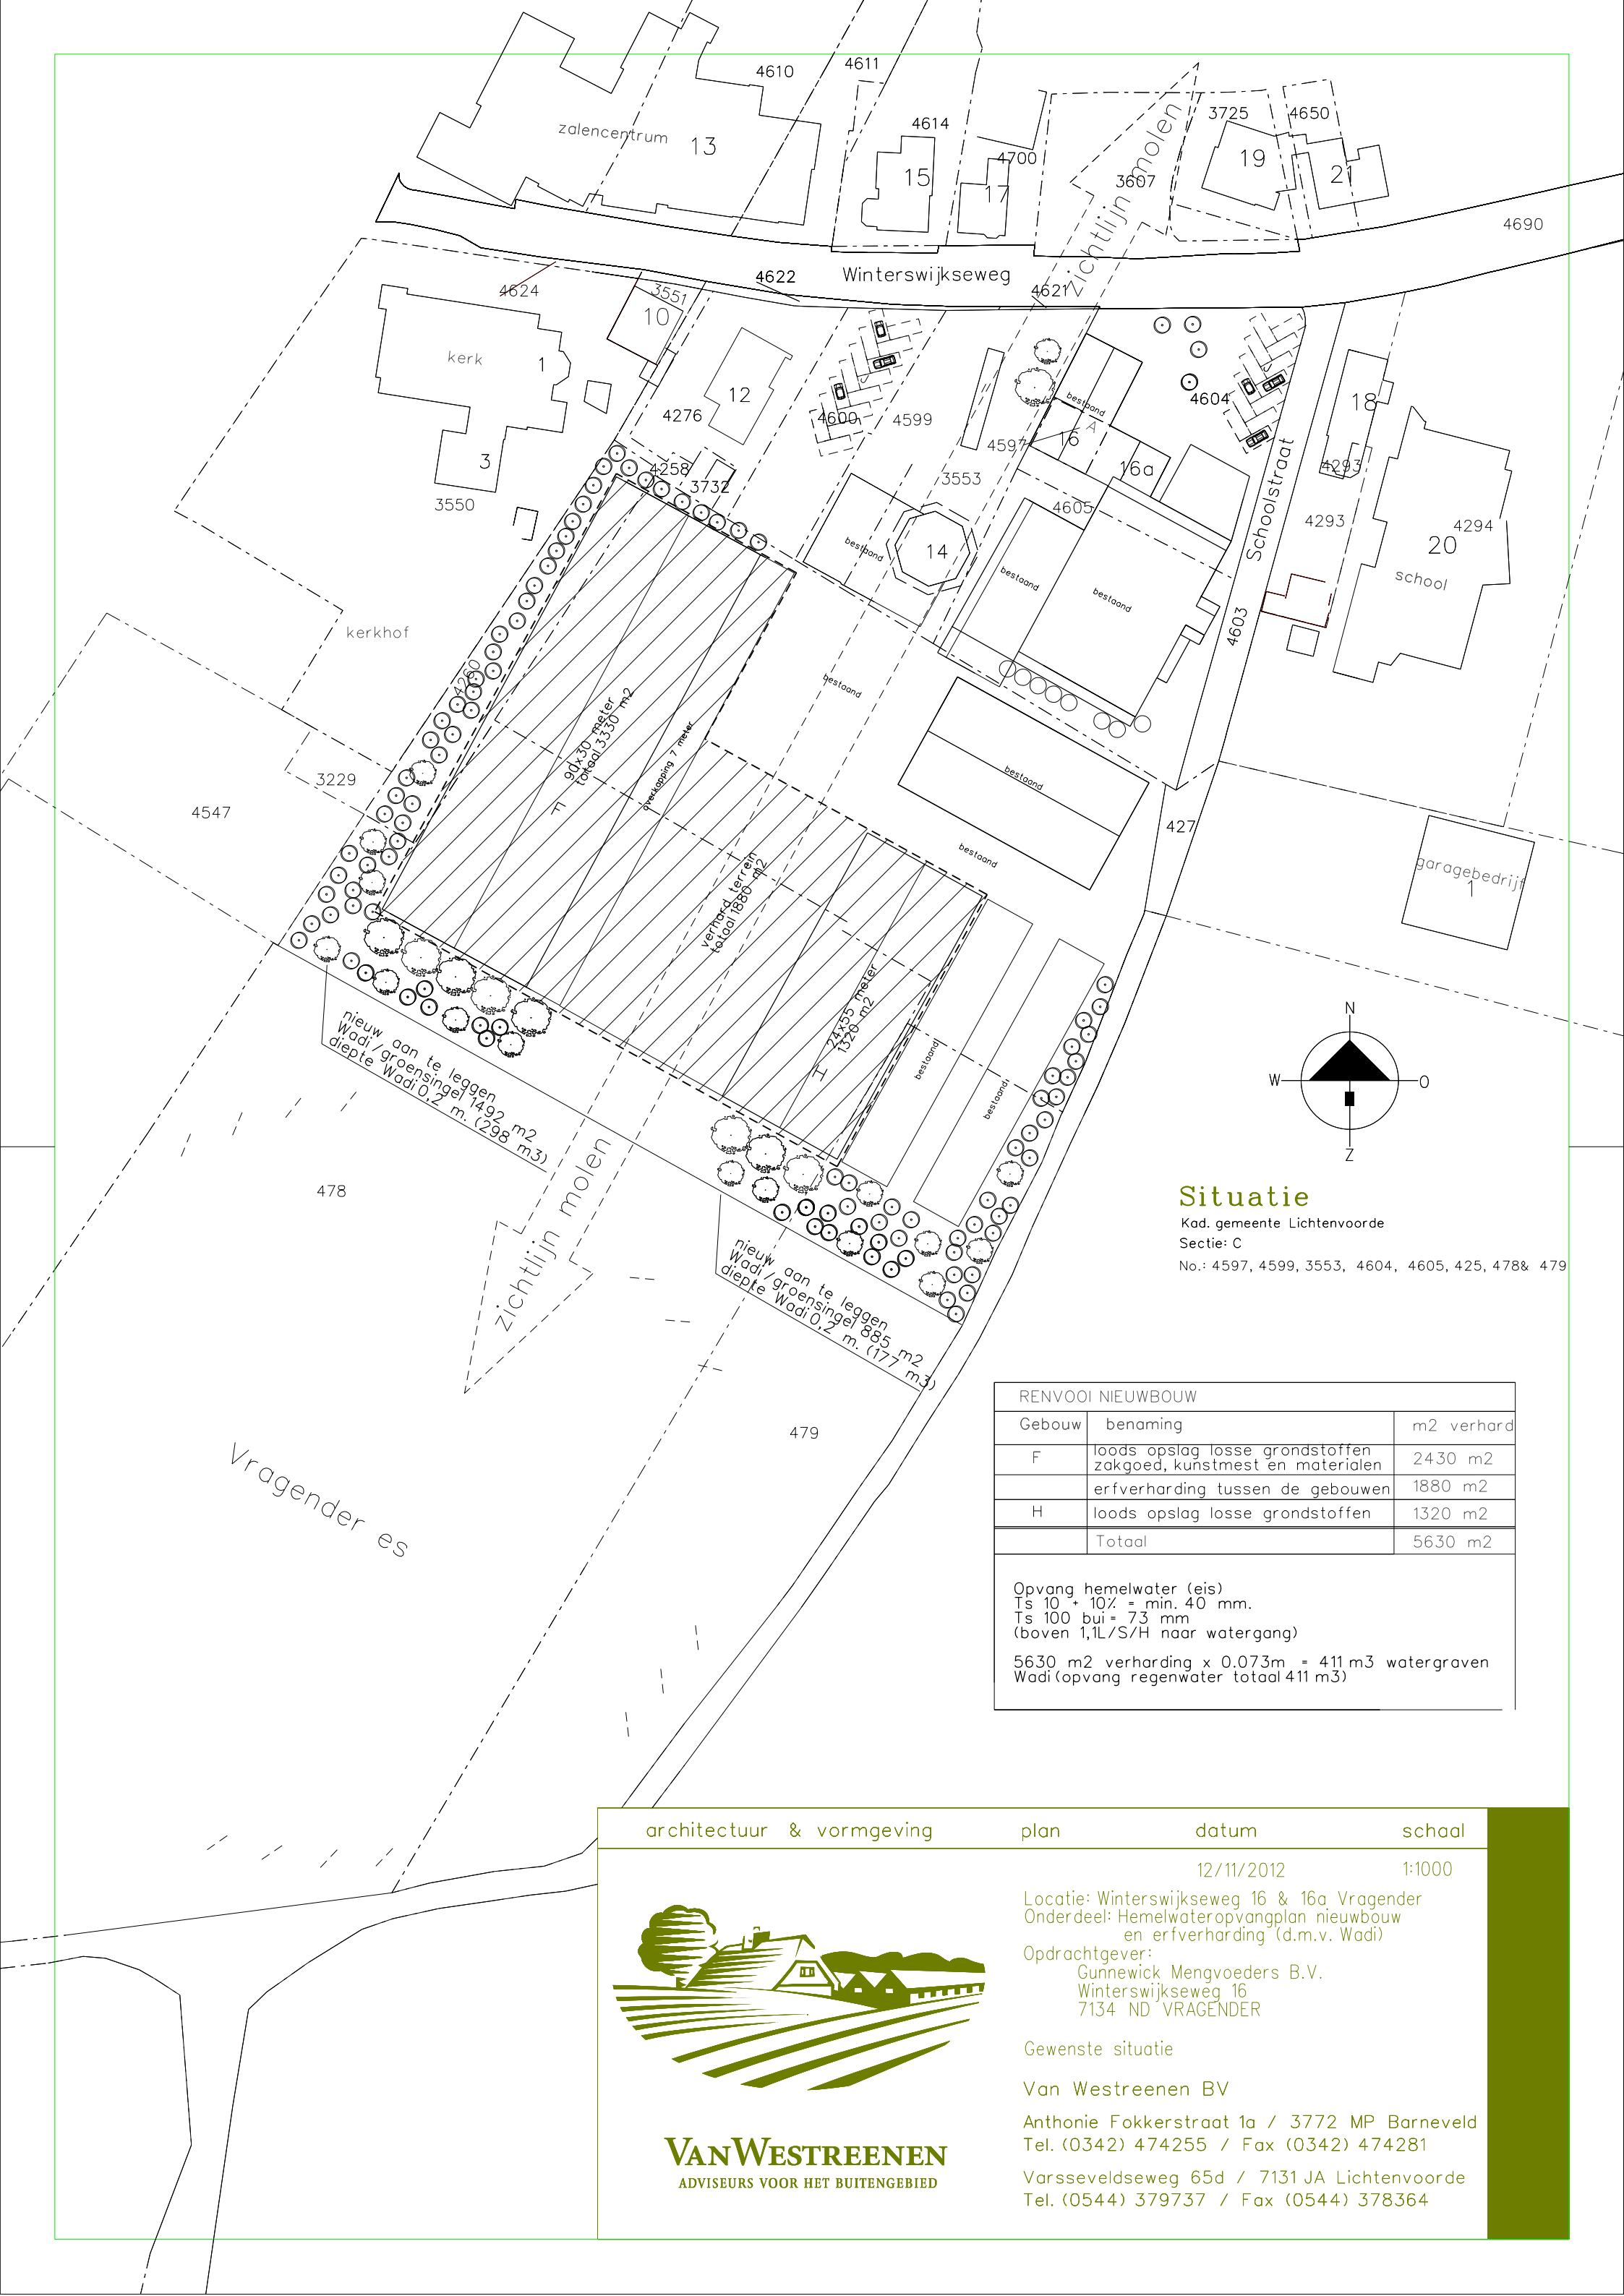 4610
4611
zalencentrum
13
4614
15
4700
17
3607
3725
4650
19
21
zichtlijn molen
4690
Winterswijkseweg
4624
4622
4621
3551
10
kerk
1
3
3550
12
4276
4600
4599
4597
3553
4258
3732
bestaand
A
16
16a
4604
4605
14
bestaand
bestaand
bestaand
Schoolstraat
4603
18
4293
4293
4294
20
school
kerkhof
4260
3229
4547
bestaand
bestaand
bestaand
427
garagebedrijf
1
F
90x30 meter
totaal 3330 m2
overkapping 7 meter
verhard terrein
totaal 1880 m2
H
24x55 meter
1320 m2
bestaand
bestaand
nieuw aan te leggen
Wadi/groensingel 1492 m2
diepte Wadi 0,2 m. (298 m3)
zichtlijn molen
nieuw aan te leggen
Wadi/groensingel 885 m2
diepte Wadi 0,2 m. (177 m3)
478
479
Vragender es
N
W
O
Z
Situatie
Kad. gemeente Lichtenvoorde
Sectie: C
No.: 4597, 4599, 3553, 4604, 4605, 425, 478& 479
RENVOOI NIEUWBOUW
Gebouw benaming m2 verhard
F loods opslag losse grondstoffen
zakgoed, kunstmest en materialen 2430 m2
erfverharding tussen de gebouwen 1880 m2
H loods opslag losse grondstoffen 1320 m2
Totaal 5630 m2
Opvang hemelwater (eis)
Ts 10 + 10% = min. 40 mm.
Ts 100 bui = 73 mm
(boven 1,1L/S/H naar watergang)
5630 m2 verharding x 0.073m = 411 m3 watergraven
Wadi (opvang regenwater totaal 411 m3)
architectuur & vormgeving plan datum schaal
12/11/2012 1:1000
Locatie: Winterswijkseweg 16 & 16a Vragender
Onderdeel: Hemelwateropvangplan nieuwbouw
en erfverharding (d.m.v. Wadi)
Opdrachtgever:
Gunnewick Mengvoeders B.V.
Winterswijkseweg 16
7134 ND VRAGENDER
Gewenste situatie
Van Westreenen BV
Anthonie Fokkerstraat 1a / 3772 MP Barneveld
Tel. (0342) 474255 / Fax (0342) 474281
Varsseveldseweg 65d / 7131 JA Lichtenvoorde
Tel. (0544) 379737 / Fax (0544) 378364
VANWESTREENEN
ADVISEURS VOOR HET BUITENGEBIED